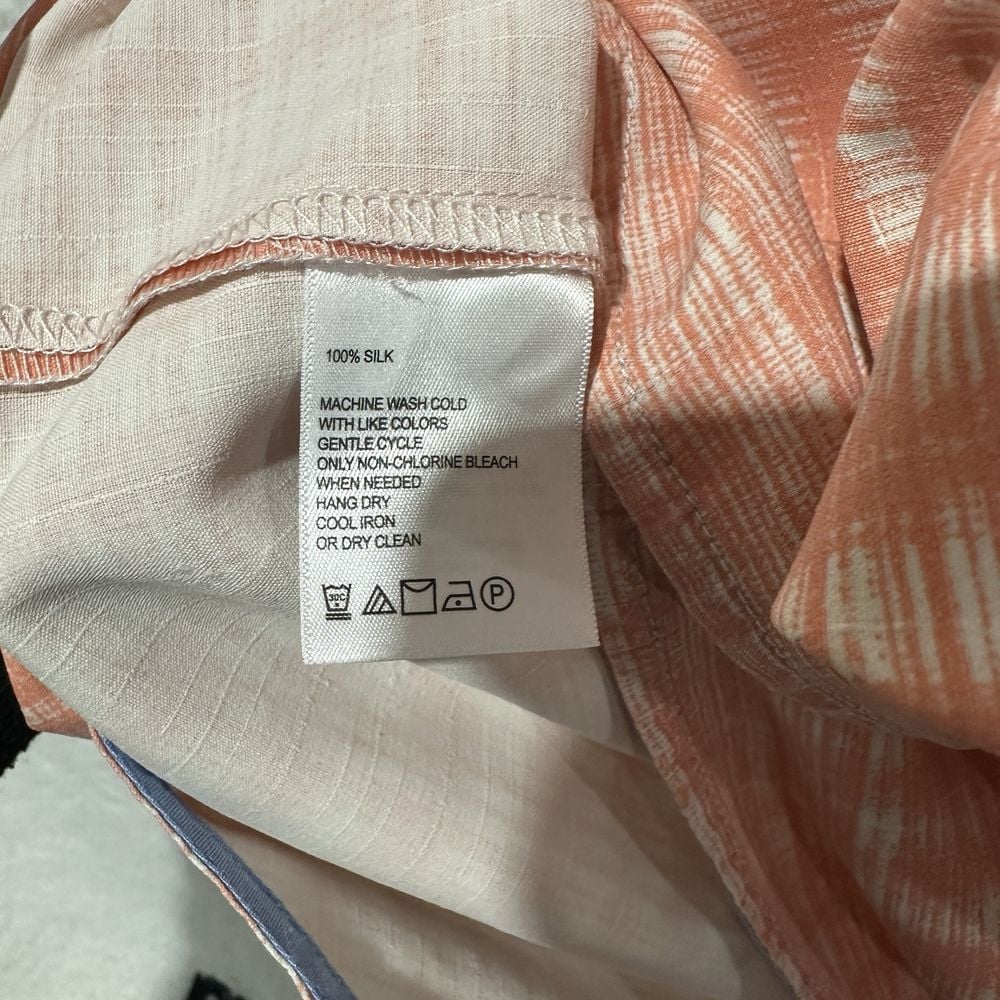 100% SILK
MACHINE WASH COLD
WITH LIKE COLORS
GENTLE CYCLE
ONLY NON-CHLORINE BLEACH
WHEN NEEDED
HANG DRY
COOL IRON
OR DRY CLEAN
30C P